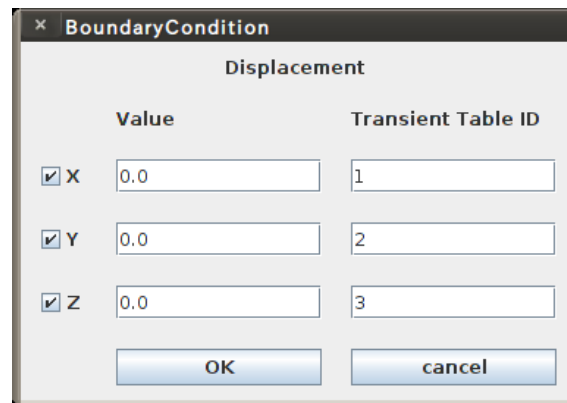 × BoundaryCondition
Displacement
Value Transient Table ID
X 0.0 1
Y 0.0 2
Z 0.0 3
OK cancel